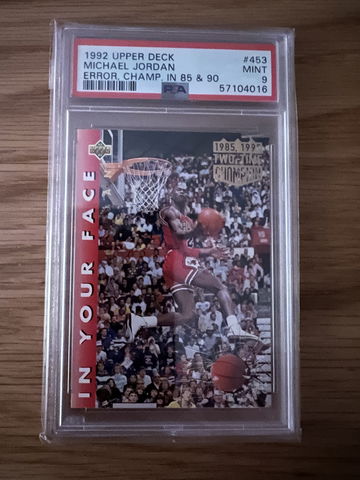 1992 UPPER DECK #453
MICHAEL JORDAN MINT
ERROR, CHAMP. IN 85 & 90 9
PSA 57104016
1985, 1990
TWO-TIME
CHAMPION
IN YOUR FACE